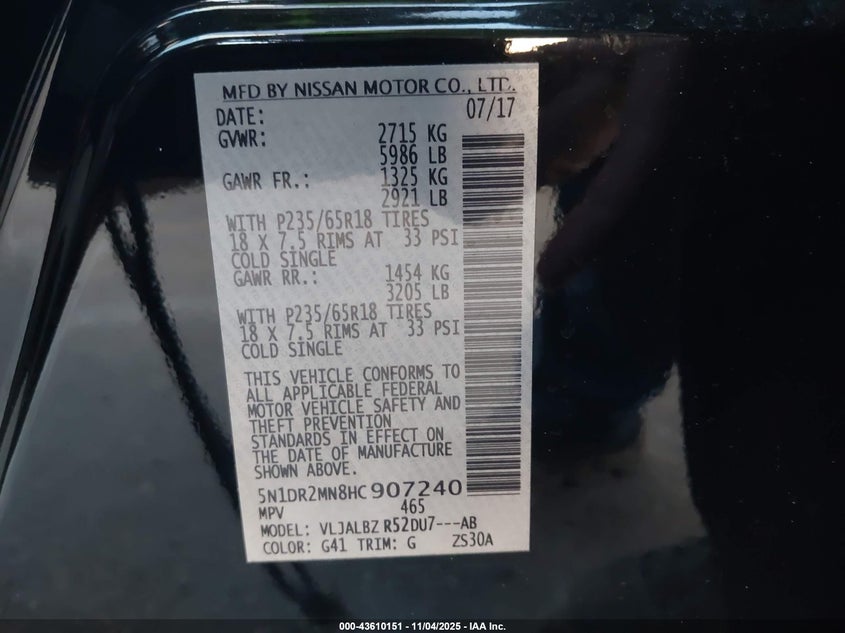 MFD BY NISSAN MOTOR CO., LTD.
DATE: 07/17
GVWR: 2715 KG
5986 LB
GAWR FR.: 1325 KG
2921 LB
WITH P235/65R18 TIRES
18 X 7.5 RIMS AT 33 PSI
COLD SINGLE
GAWR RR.: 1454 KG
3205 LB
WITH P235/65R18 TIRES
18 X 7.5 RIMS AT 33 PSI
COLD SINGLE
THIS VEHICLE CONFORMS TO
ALL APPLICABLE FEDERAL
MOTOR VEHICLE SAFETY AND
THEFT PREVENTION
STANDARDS IN EFFECT ON
THE DATE OF MANUFACTURE
SHOWN ABOVE.
5N1DR2MN8HC907240
MPV 465
MODEL: VLJALBZ R52DU7---AB
COLOR: G41 TRIM: G ZS30A
000-43610151 - 11/04/2025 - IAA Inc.